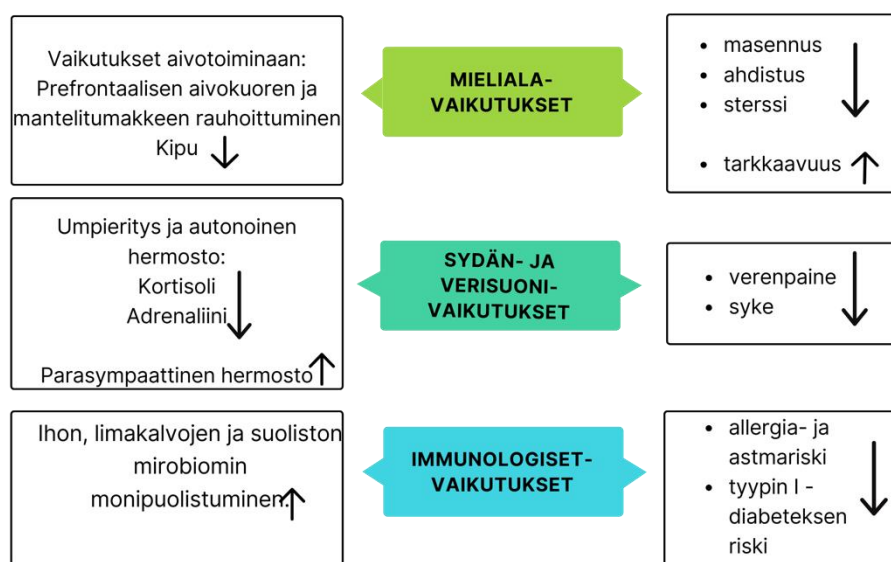 Vaikutukset aivotoiminaan:
Prefrontaalisen aivokuoren ja
mantelitumakkeen rauhoittuminen
Kipu
MIELIALA-
VAIKUTUKSET
• masennus
• ahdistus
• sterssi
• tarkkaavuus
Umpieritys ja autonoinen
hermosto:
Kortisoli
Adrenaliini
Parasympaattinen hermosto
SYDÄN- JA
VERISUONI-
VAIKUTUKSET
• verenpaine
• syke
Ihon, limakalvojen ja suoliston
mirobiomin
monipuolistuminen.
IMMUNOLOGISET-
VAIKUTUKSET
• allergia- ja
astmariski
• tyypin I -
diabeteksen
riski